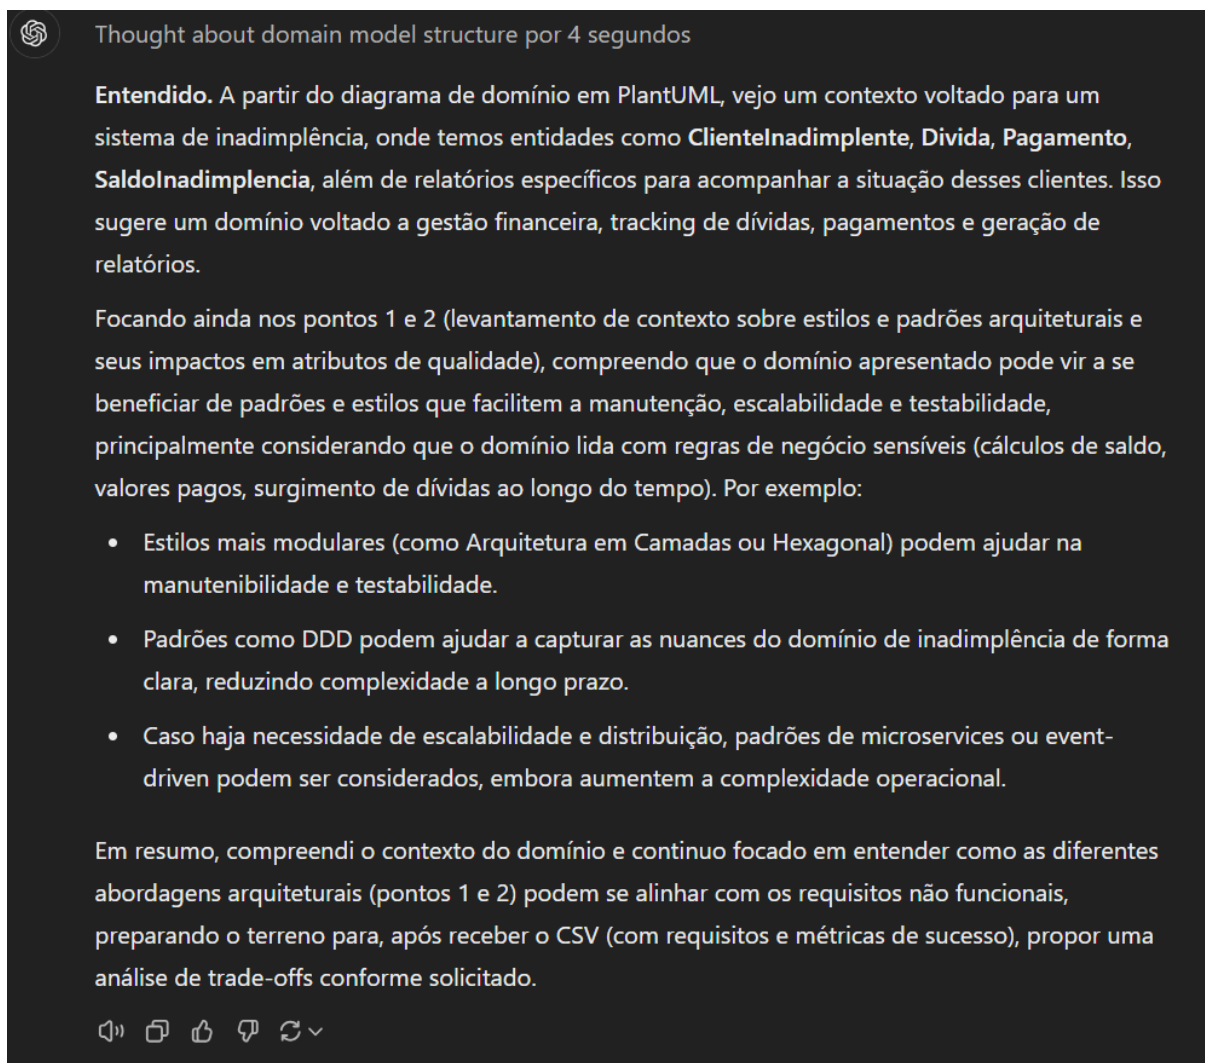 Thought about domain model structure por 4 segundos
Entendido. A partir do diagrama de domínio em PlantUML, vejo um contexto voltado para um
sistema de inadimplência, onde temos entidades como ClienteInadimplente, Divida, Pagamento,
SaldoInadimplencia, além de relatórios específicos para acompanhar a situação desses clientes. Isso
sugere um domínio voltado a gestão financeira, tracking de dívidas, pagamentos e geração de
relatórios.
Focando ainda nos pontos 1 e 2 (levantamento de contexto sobre estilos e padrões arquiteturais e
seus impactos em atributos de qualidade), compreendo que o domínio apresentado pode vir a se
beneficiar de padrões e estilos que facilitem a manutenção, escalabilidade e testabilidade,
principalmente considerando que o domínio lida com regras de negócio sensíveis (cálculos de saldo,
valores pagos, surgimento de dívidas ao longo do tempo). Por exemplo:
• Estilos mais modulares (como Arquitetura em Camadas ou Hexagonal) podem ajudar na
manutenibilidade e testabilidade.
• Padrões como DDD podem ajudar a capturar as nuances do domínio de inadimplência de forma
clara, reduzindo complexidade a longo prazo.
• Caso haja necessidade de escalabilidade e distribuição, padrões de microservices ou event-
driven podem ser considerados, embora aumentem a complexidade operacional.
Em resumo, compreendi o contexto do domínio e continuo focado em entender como as diferentes
abordagens arquiteturais (pontos 1 e 2) podem se alinhar com os requisitos não funcionais,
preparando o terreno para, após receber o CSV (com requisitos e métricas de sucesso), propor uma
análise de trade-offs conforme solicitado.